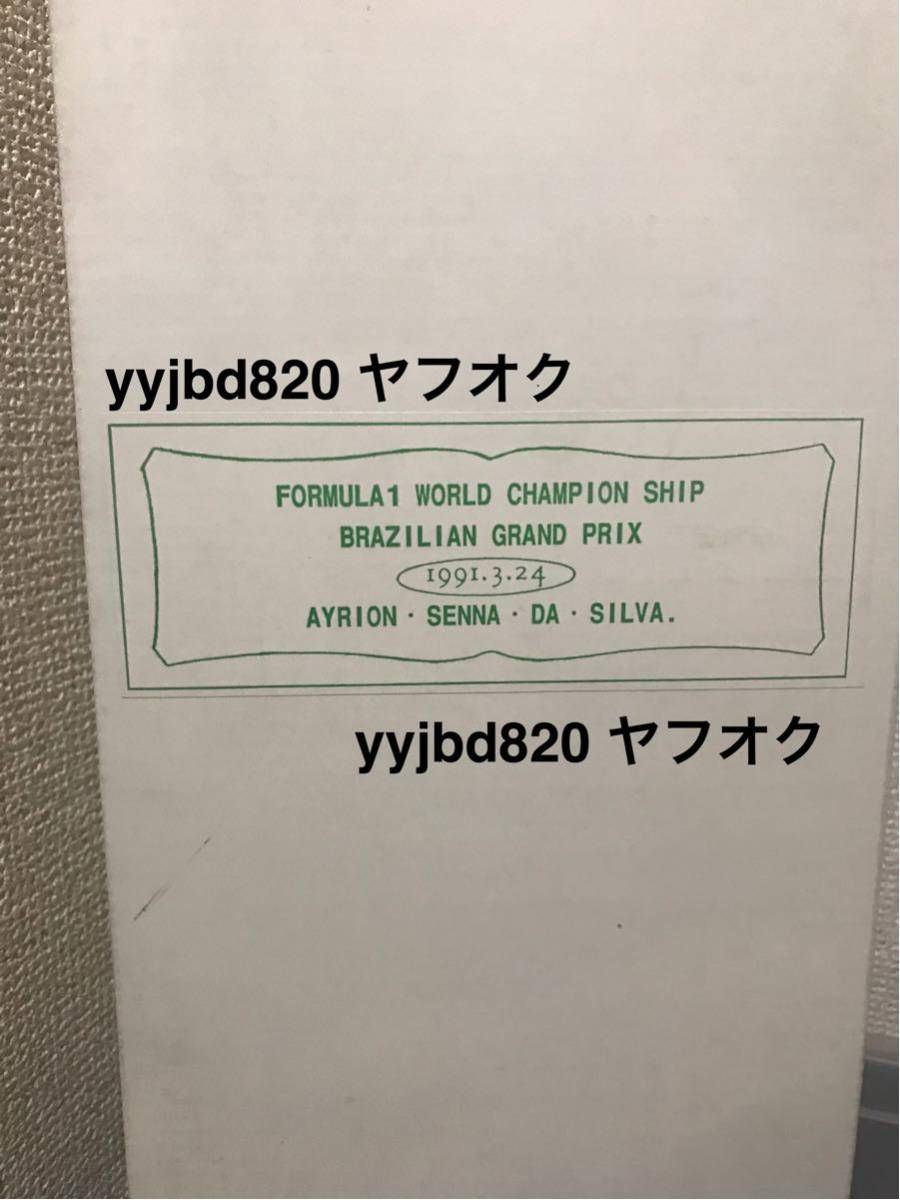 yyjbd820 ヤフオク
FORMULA1 WORLD CHAMPION SHIP
BRAZILIAN GRAND PRIX
1991.3.24
AYRION · SENNA · DA · SILVA.
yyjbd820 ヤフオク